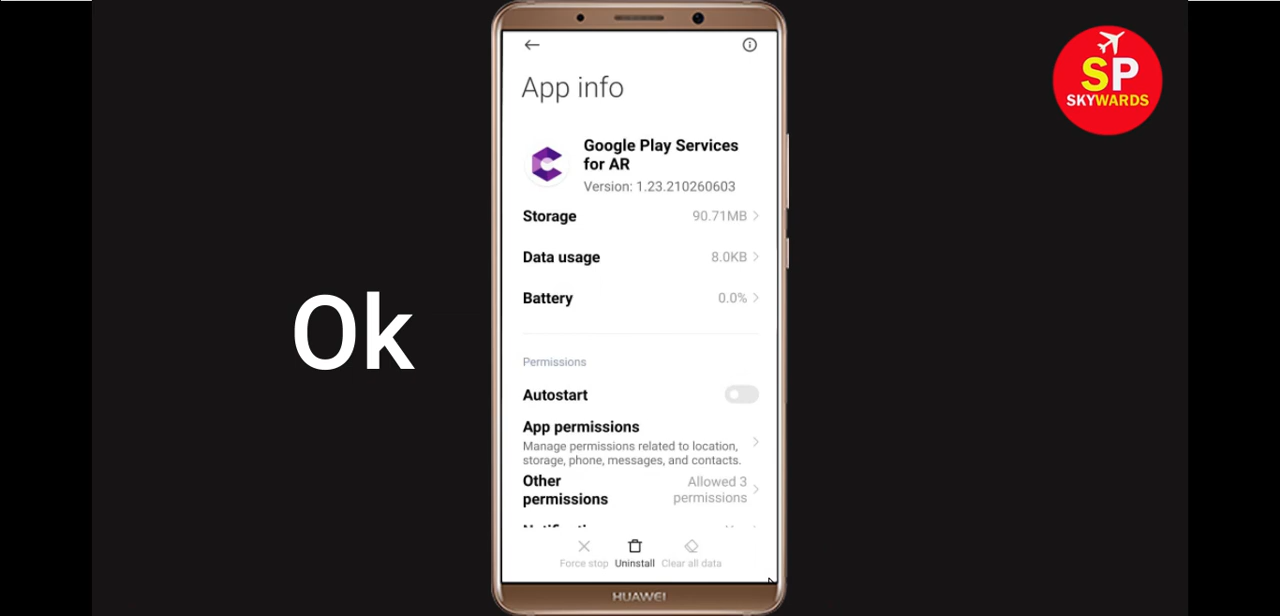 SP
SKYWARDS
App info
Google Play Services
for AR
Version: 1.23.210260603
Storage 90.71MB
Data usage 8.0KB
Battery 0.0%
Permissions
Autostart
App permissions
Manage permissions related to location,
storage, phone, messages, and contacts.
Other Allowed 3
permissions permissions
Force stop Uninstall Clear all data
HUAWEI
Ok